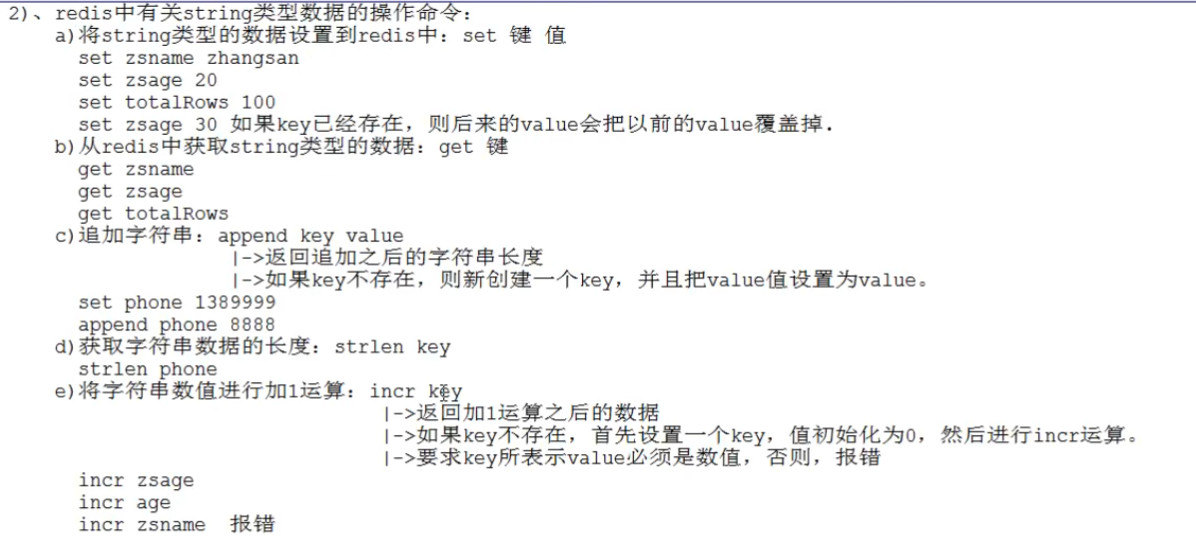 2)、redis中有关string类型数据的操作命令：
a)将string类型的数据设置到redis中：set 键 值
set zsname zhangsan
set zsage 20
set totalRows 100
set zsage 30 如果key已经存在，则后来的value会把以前的value覆盖掉.
b)从redis中获取string类型的数据：get 键
get zsname
get zsage
get totalRows
c)追加字符串：append key value
|->返回追加之后的字符串长度
|->如果key不存在，则新创建一个key，并且把value值设置为value。
set phone 1389999
append phone 8888
d)获取字符串数据的长度：strlen key
strlen phone
e)将字符串数值进行加1运算：incr key
|->返回加1运算之后的数据
|->如果key不存在，首先设置一个key，值初始化为0，然后进行incr运算。
|->要求key所表示value必须是数值，否则，报错
incr zsage
incr age
incr zsname 报错